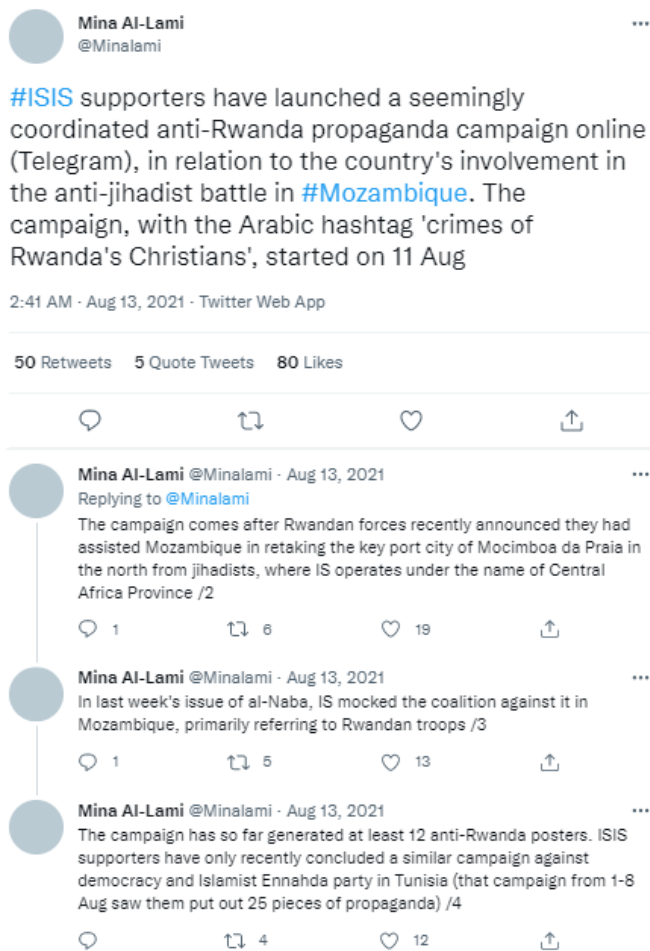 Mina Al-Lami
@Minalami
#ISIS supporters have launched a seemingly
coordinated anti-Rwanda propaganda campaign online
(Telegram), in relation to the country's involvement in
the anti-jihadist battle in #Mozambique. The
campaign, with the Arabic hashtag 'crimes of
Rwanda's Christians', started on 11 Aug
2:41 AM · Aug 13, 2021 · Twitter Web App
50 Retweets 5 Quote Tweets 80 Likes
Mina Al-Lami @Minalami · Aug 13, 2021
Replying to @Minalami
The campaign comes after Rwandan forces recently announced they had
assisted Mozambique in retaking the key port city of Mocimboa da Praia in
the north from jihadists, where IS operates under the name of Central
Africa Province /2
1 6 19
Mina Al-Lami @Minalami · Aug 13, 2021
In last week's issue of al-Naba, IS mocked the coalition against it in
Mozambique, primarily referring to Rwandan troops /3
1 5 13
Mina Al-Lami @Minalami · Aug 13, 2021
The campaign has so far generated at least 12 anti-Rwanda posters. ISIS
supporters have only recently concluded a similar campaign against
democracy and Islamist Ennahda party in Tunisia (that campaign from 1-8
Aug saw them put out 25 pieces of propaganda) /4
4 12